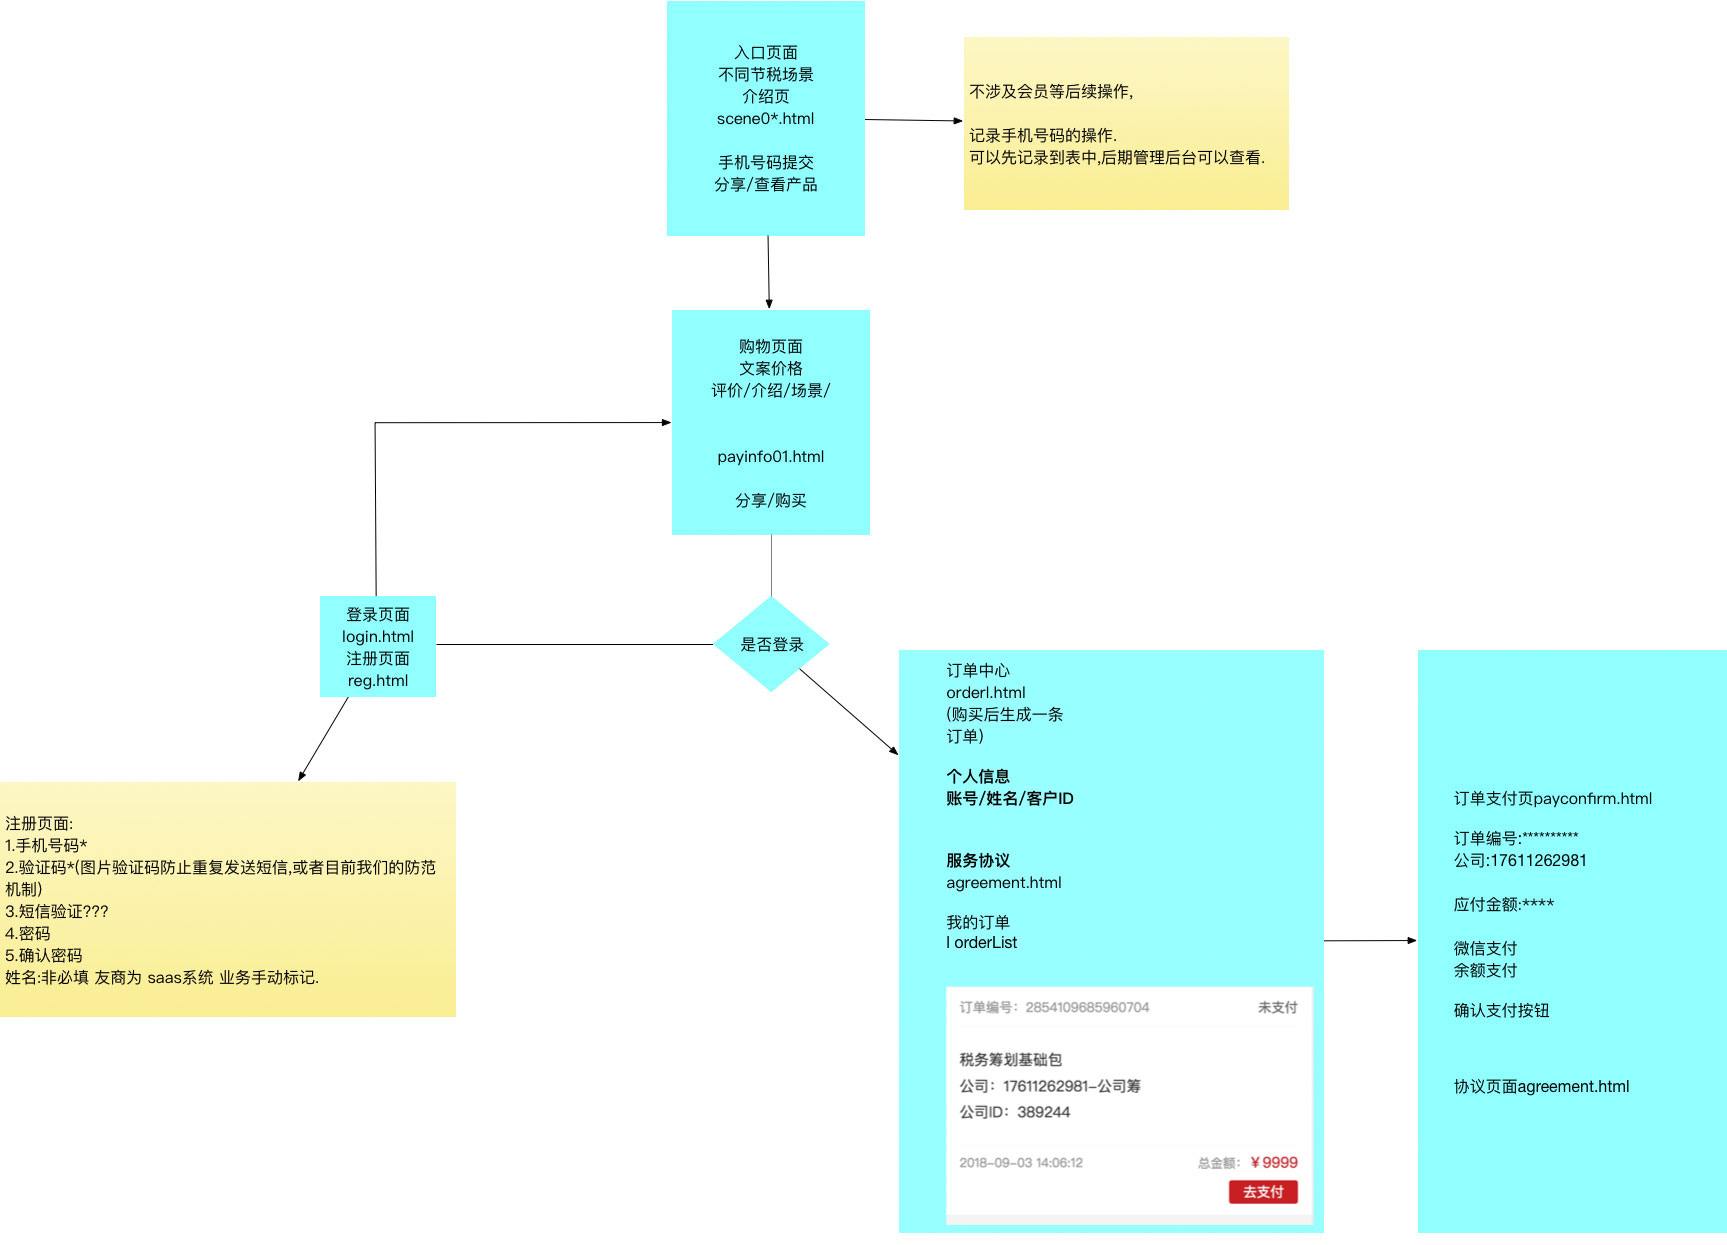 入口页面
不同节税场景
介绍页
scene0*.html
手机号码提交
分享/查看产品
不涉及会员等后续操作,
记录手机号码的操作.
可以先记录到表中,后期管理后台可以查看.
购物页面
文案价格
评价/介绍/场景/
payinfo01.html
分享/购买
是否登录
登录页面
login.html
注册页面
reg.html
注册页面:
1.手机号码*
2.验证码*(图片验证码防止重复发送短信,或者目前我们的防范
机制)
3.短信验证???
4.密码
5.确认密码
姓名:非必填 友商为 saas系统 业务手动标记.
订单中心
orderl.html
(购买后生成一条
订单)
个人信息
账号/姓名/客户ID
服务协议
agreement.html
我的订单
l orderList
订单编号：2854109685960704 未支付
税务筹划基础包
公司：17611262981-公司筹
公司ID：389244
2018-09-03 14:06:12 总金额：¥9999
去支付
订单支付页payconfirm.html
订单编号:**********
公司:17611262981
应付金额:****
微信支付
余额支付
确认支付按钮
协议页面agreement.html